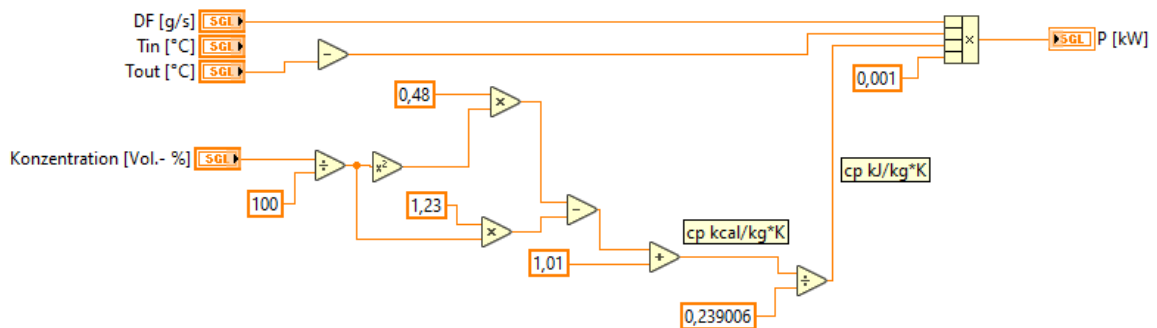 DF [g/s] SGL
Tin [°C] SGL
Tout [°C] SGL
-
×
SGL P [kW]
0,001
0,48
×
Konzentration [Vol.- %] SGL
÷
x²
cp kJ/kg*K
100
1,23
×
-
cp kcal/kg*K
1,01
+
÷
0,239006